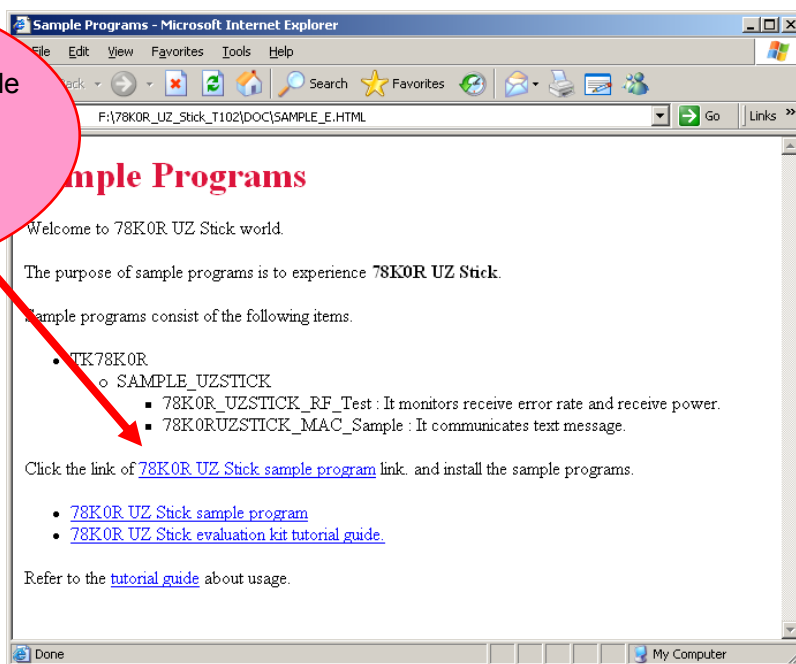 Sample Programs - Microsoft Internet Explorer
File Edit View Favorites Tools Help
Search Favorites
F:\78K0R_UZ_Stick_T102\DOC\SAMPLE_E.HTML Go Links »
Programs
Welcome to 78K0R UZ Stick world.
The purpose of sample programs is to experience 78K0R UZ Stick.
Sample programs consist of the following items.
• TK78K0R
○ SAMPLE_UZSTICK
▪ 78K0R_UZSTICK_RF_Test : It monitors receive error rate and receive power.
▪ 78K0RUZSTICK_MAC_Sample : It communicates text message.
Click the link of 78K0R UZ Stick sample program link. and install the sample programs.
• 78K0R UZ Stick sample program
• 78K0R UZ Stick evaluation kit tutorial guide.
Refer to the tutorial guide about usage.
Done My Computer